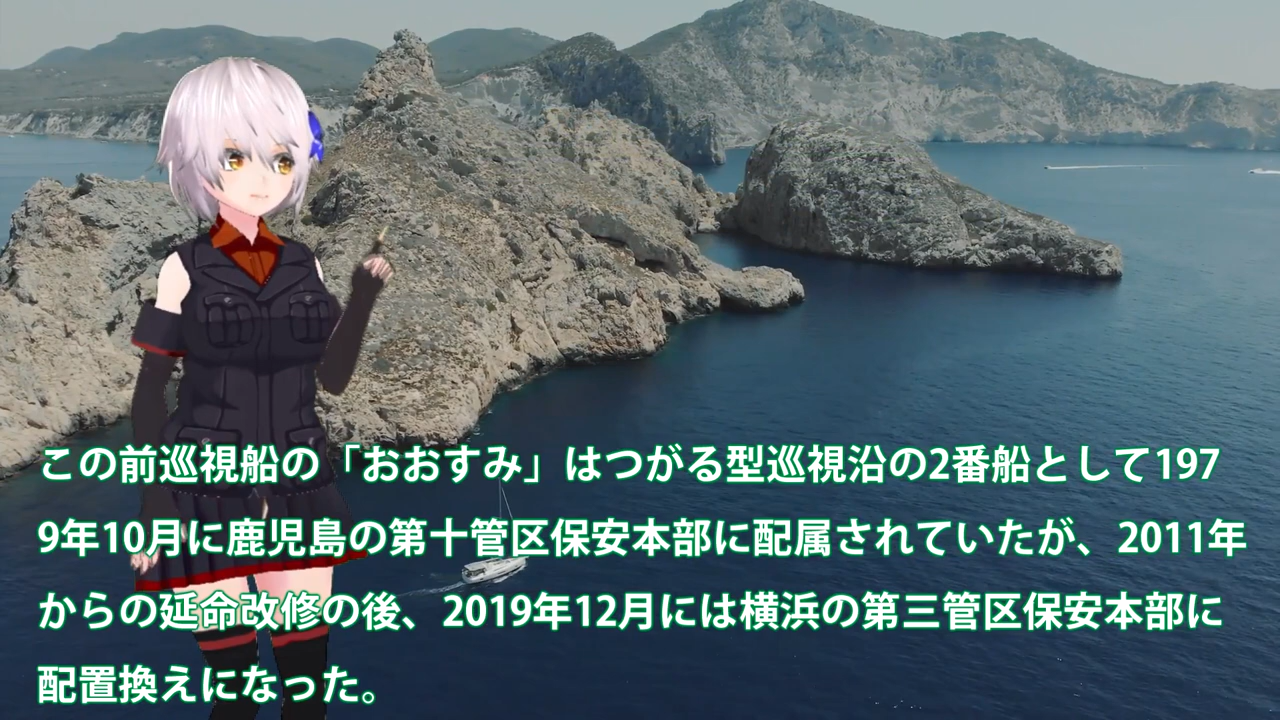 この前巡視船の「おおすみ」はつがる型巡視沿の2番船として197
9年10月に鹿児島の第十管区保安本部に配属されていたが、2011年
からの延命改修の後、2019年12月には横浜の第三管区保安本部に
配置換えになった。